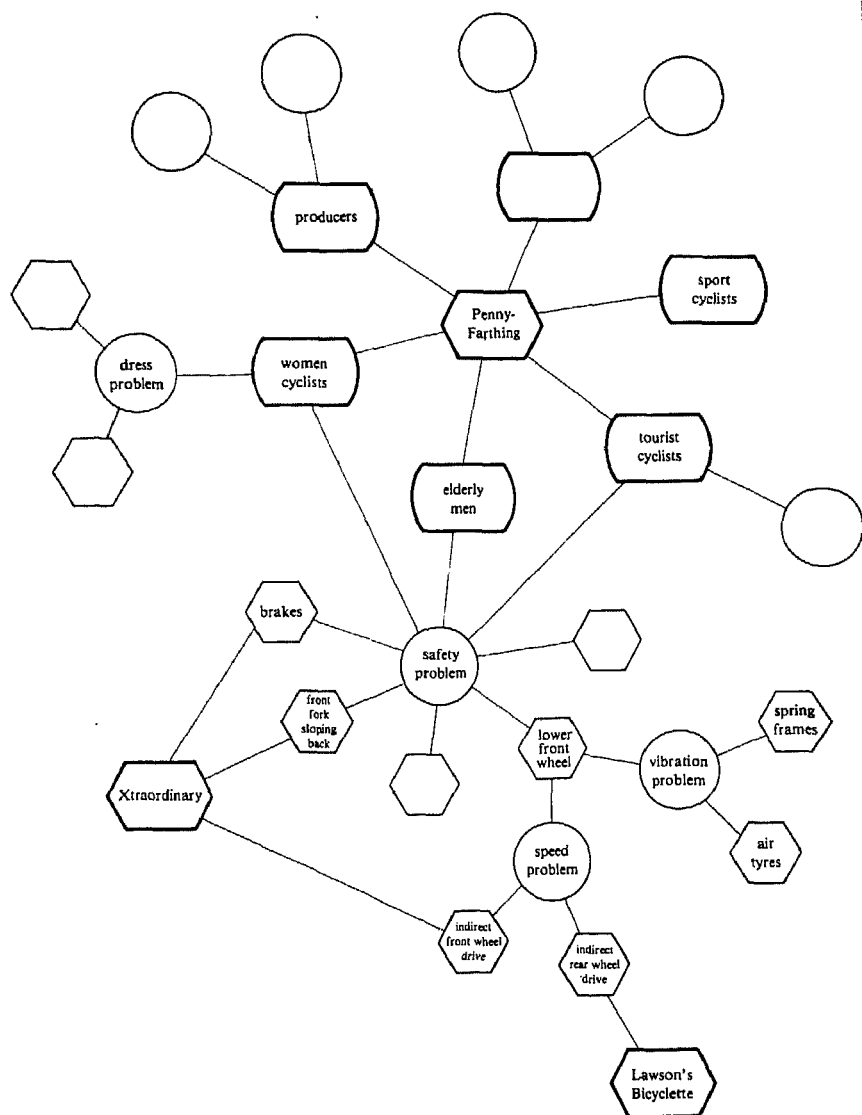 producers
sport
cyclists
Penny-
Farthing
dress
problem
women
cyclists
tourist
cyclists
elderly
men
brakes
safety
problem
front
fork
sloping
back
lower
front
wheel
spring
frames
vibration
problem
Xtraordinary
air
tyres
speed
problem
indirect
front wheel
drive
indirect
rear wheel
drive
Lawson's
Bicyclette